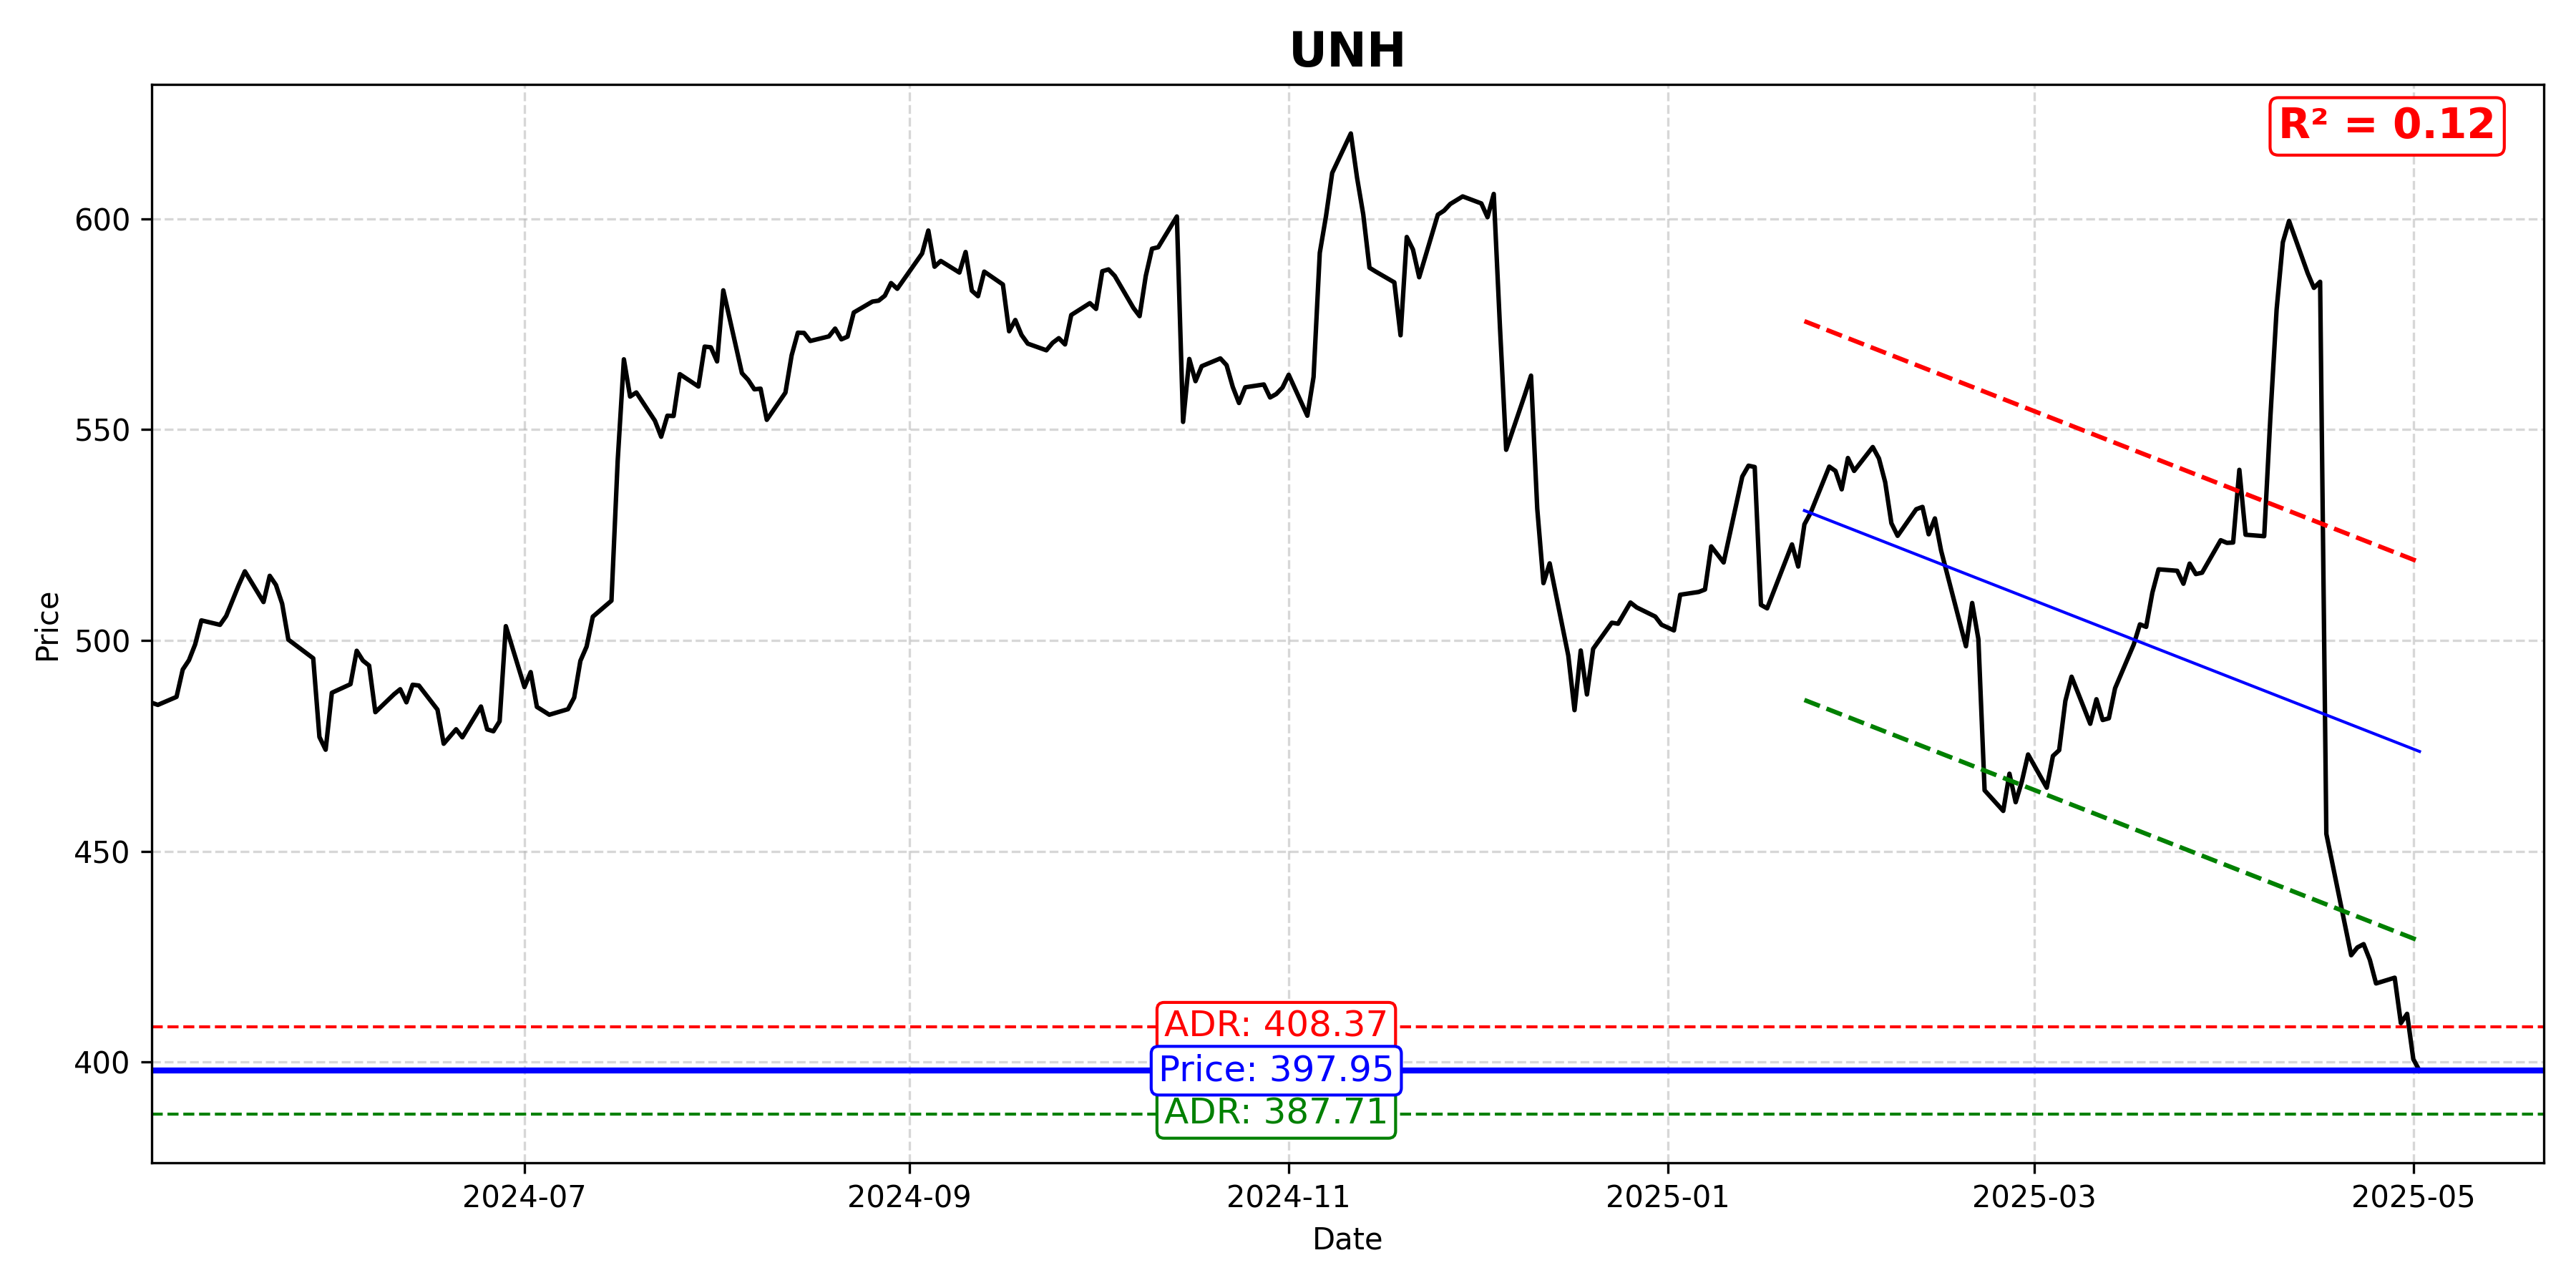 UNH
R² = 0.12
600
550
500
450
400
Price
ADR: 408.37
Price: 397.95
ADR: 387.71
2024-07
2024-09
2024-11
2025-01
2025-03
2025-05
Date